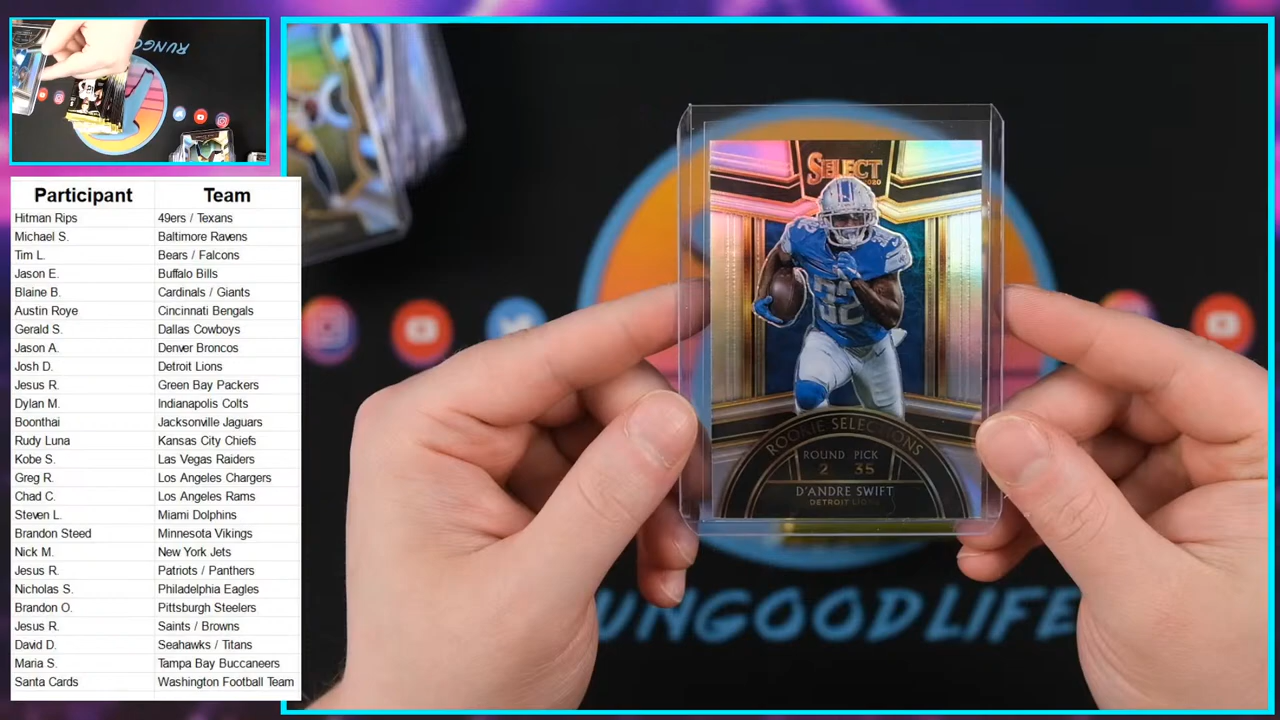 RUNGOODLIFE
Participant Team
Hitman Rips 49ers / Texans
Michael S. Baltimore Ravens
Tim L. Bears / Falcons
Jason E. Buffalo Bills
Blaine B. Cardinals / Giants
Austin Roye Cincinnati Bengals
Gerald S. Dallas Cowboys
Jason A. Denver Broncos
Josh D. Detroit Lions
Jesus R. Green Bay Packers
Dylan M. Indianapolis Colts
Boonthai Jacksonville Jaguars
Rudy Luna Kansas City Chiefs
Kobe S. Las Vegas Raiders
Greg R. Los Angeles Chargers
Chad C. Los Angeles Rams
Steven L. Miami Dolphins
Brandon Steed Minnesota Vikings
Nick M. New York Jets
Jesus R. Patriots / Panthers
Nicholas S. Philadelphia Eagles
Brandon O. Pittsburgh Steelers
Jesus R. Saints / Browns
David D. Seahawks / Titans
Maria S. Tampa Bay Buccaneers
Santa Cards Washington Football Team
SELECT
2020
ROOKIE SELECTIONS
ROUND PICK
2 35
D'ANDRE SWIFT
DETROIT LIONS